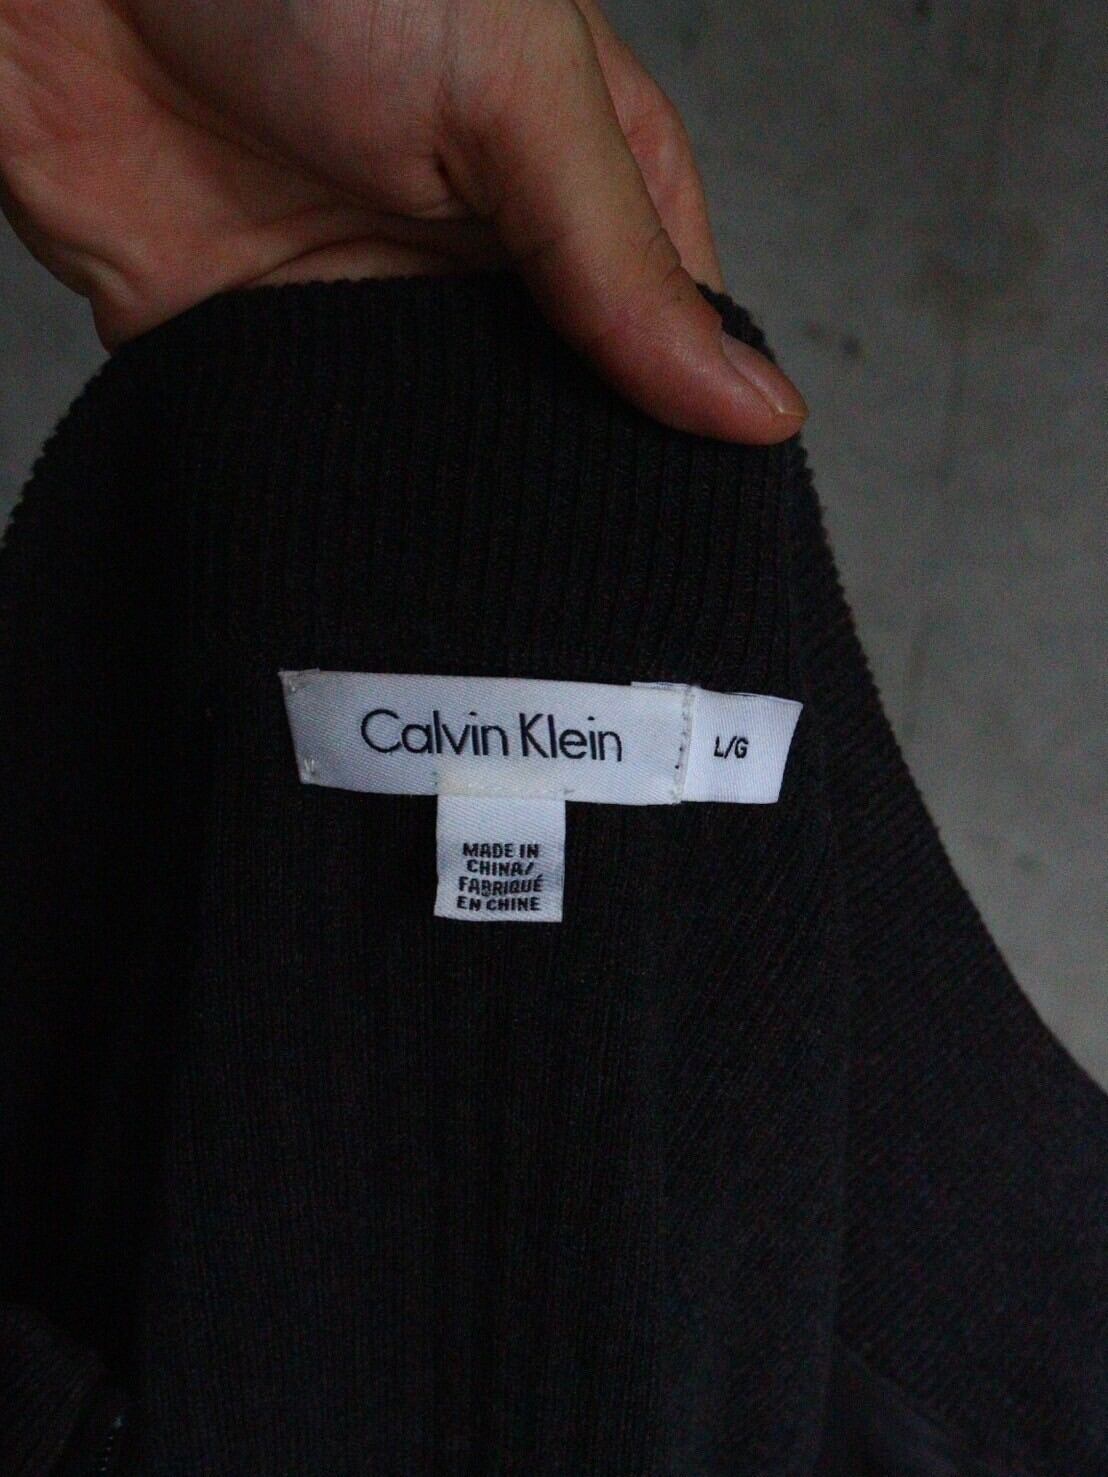 Calvin Klein
L/G
MADE IN
CHINA/
FABRIQUÉ
EN CHINE